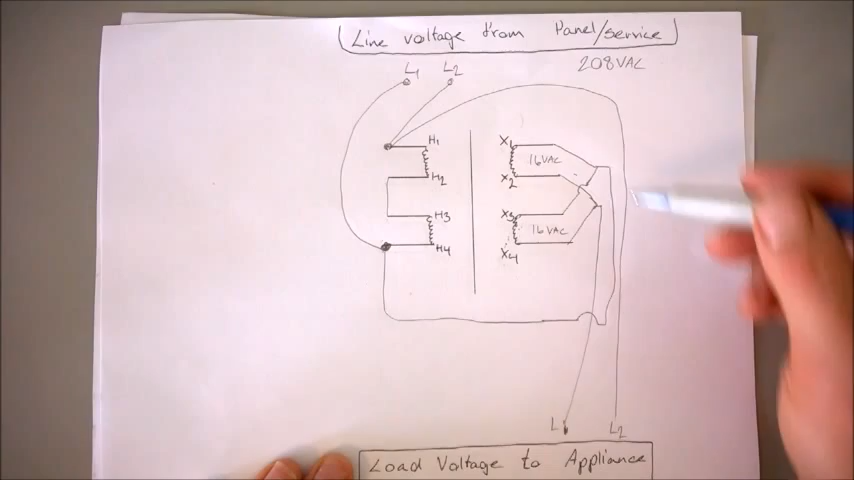 Line voltage from Panel/service
208VAC
L1 L2
H1 X1
16VAC
H2 X2
H3 X3
16VAC
H4 X4
L L2
Load Voltage to Appliance